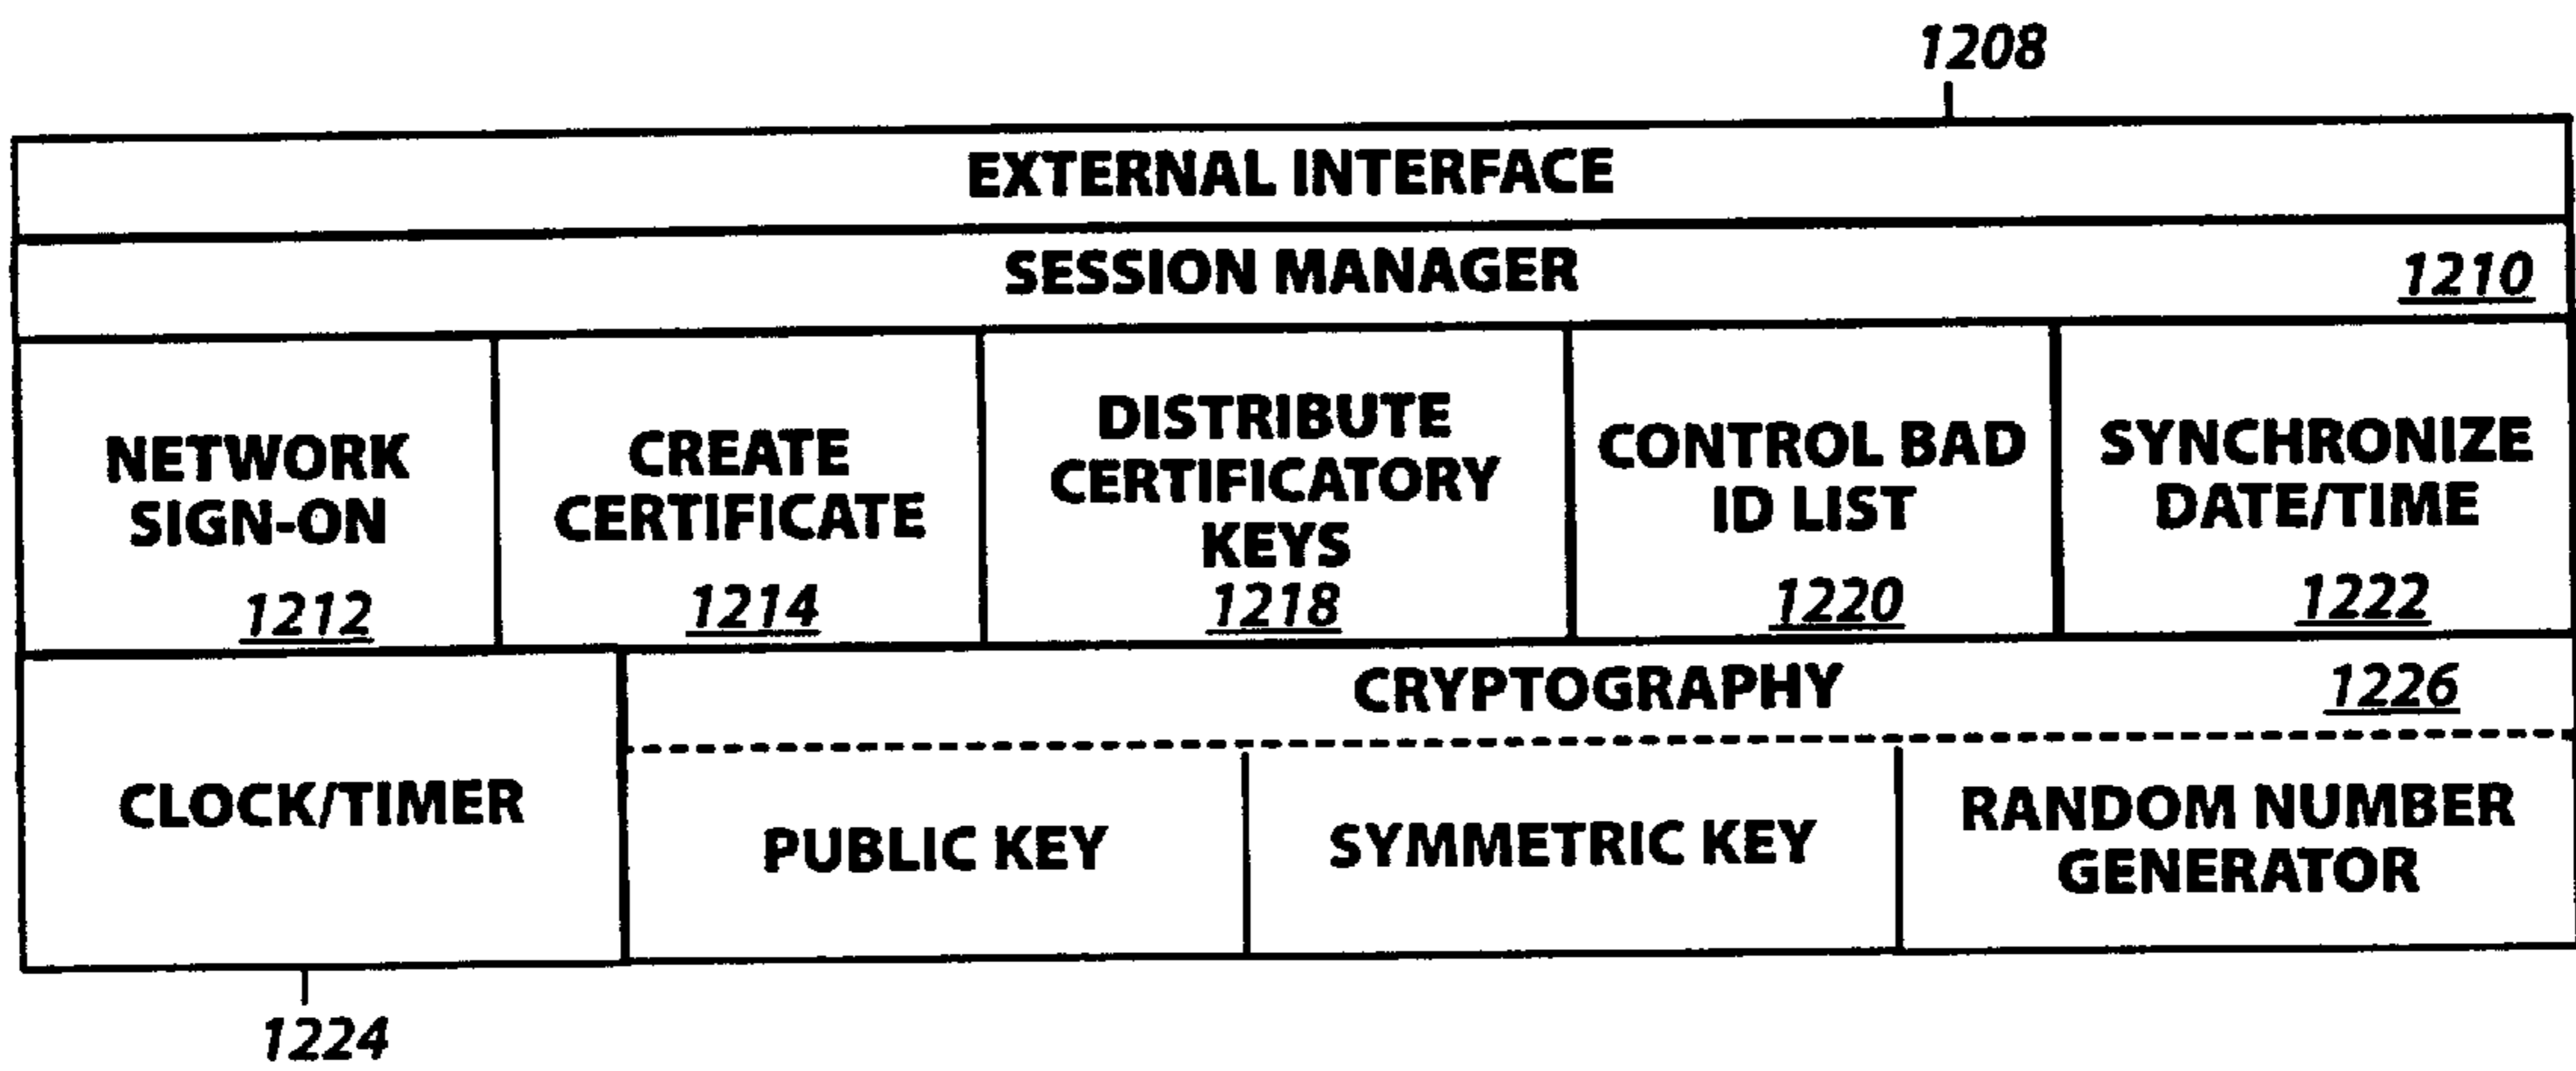 1208
EXTERNAL INTERFACE
SESSION MANAGER
1210
NETWORK
SIGN-ON
1212
CREATE
CERTIFICATE
1214
DISTRIBUTE
CERTIFICATORY
KEYS
1218
CONTROL BAD
ID LIST
1220
SYNCHRONIZE
DATE/TIME
1222
CLOCK/TIMER
1224
CRYPTOGRAPHY
1226
PUBLIC KEY
SYMMETRIC KEY
RANDOM NUMBER
GENERATOR